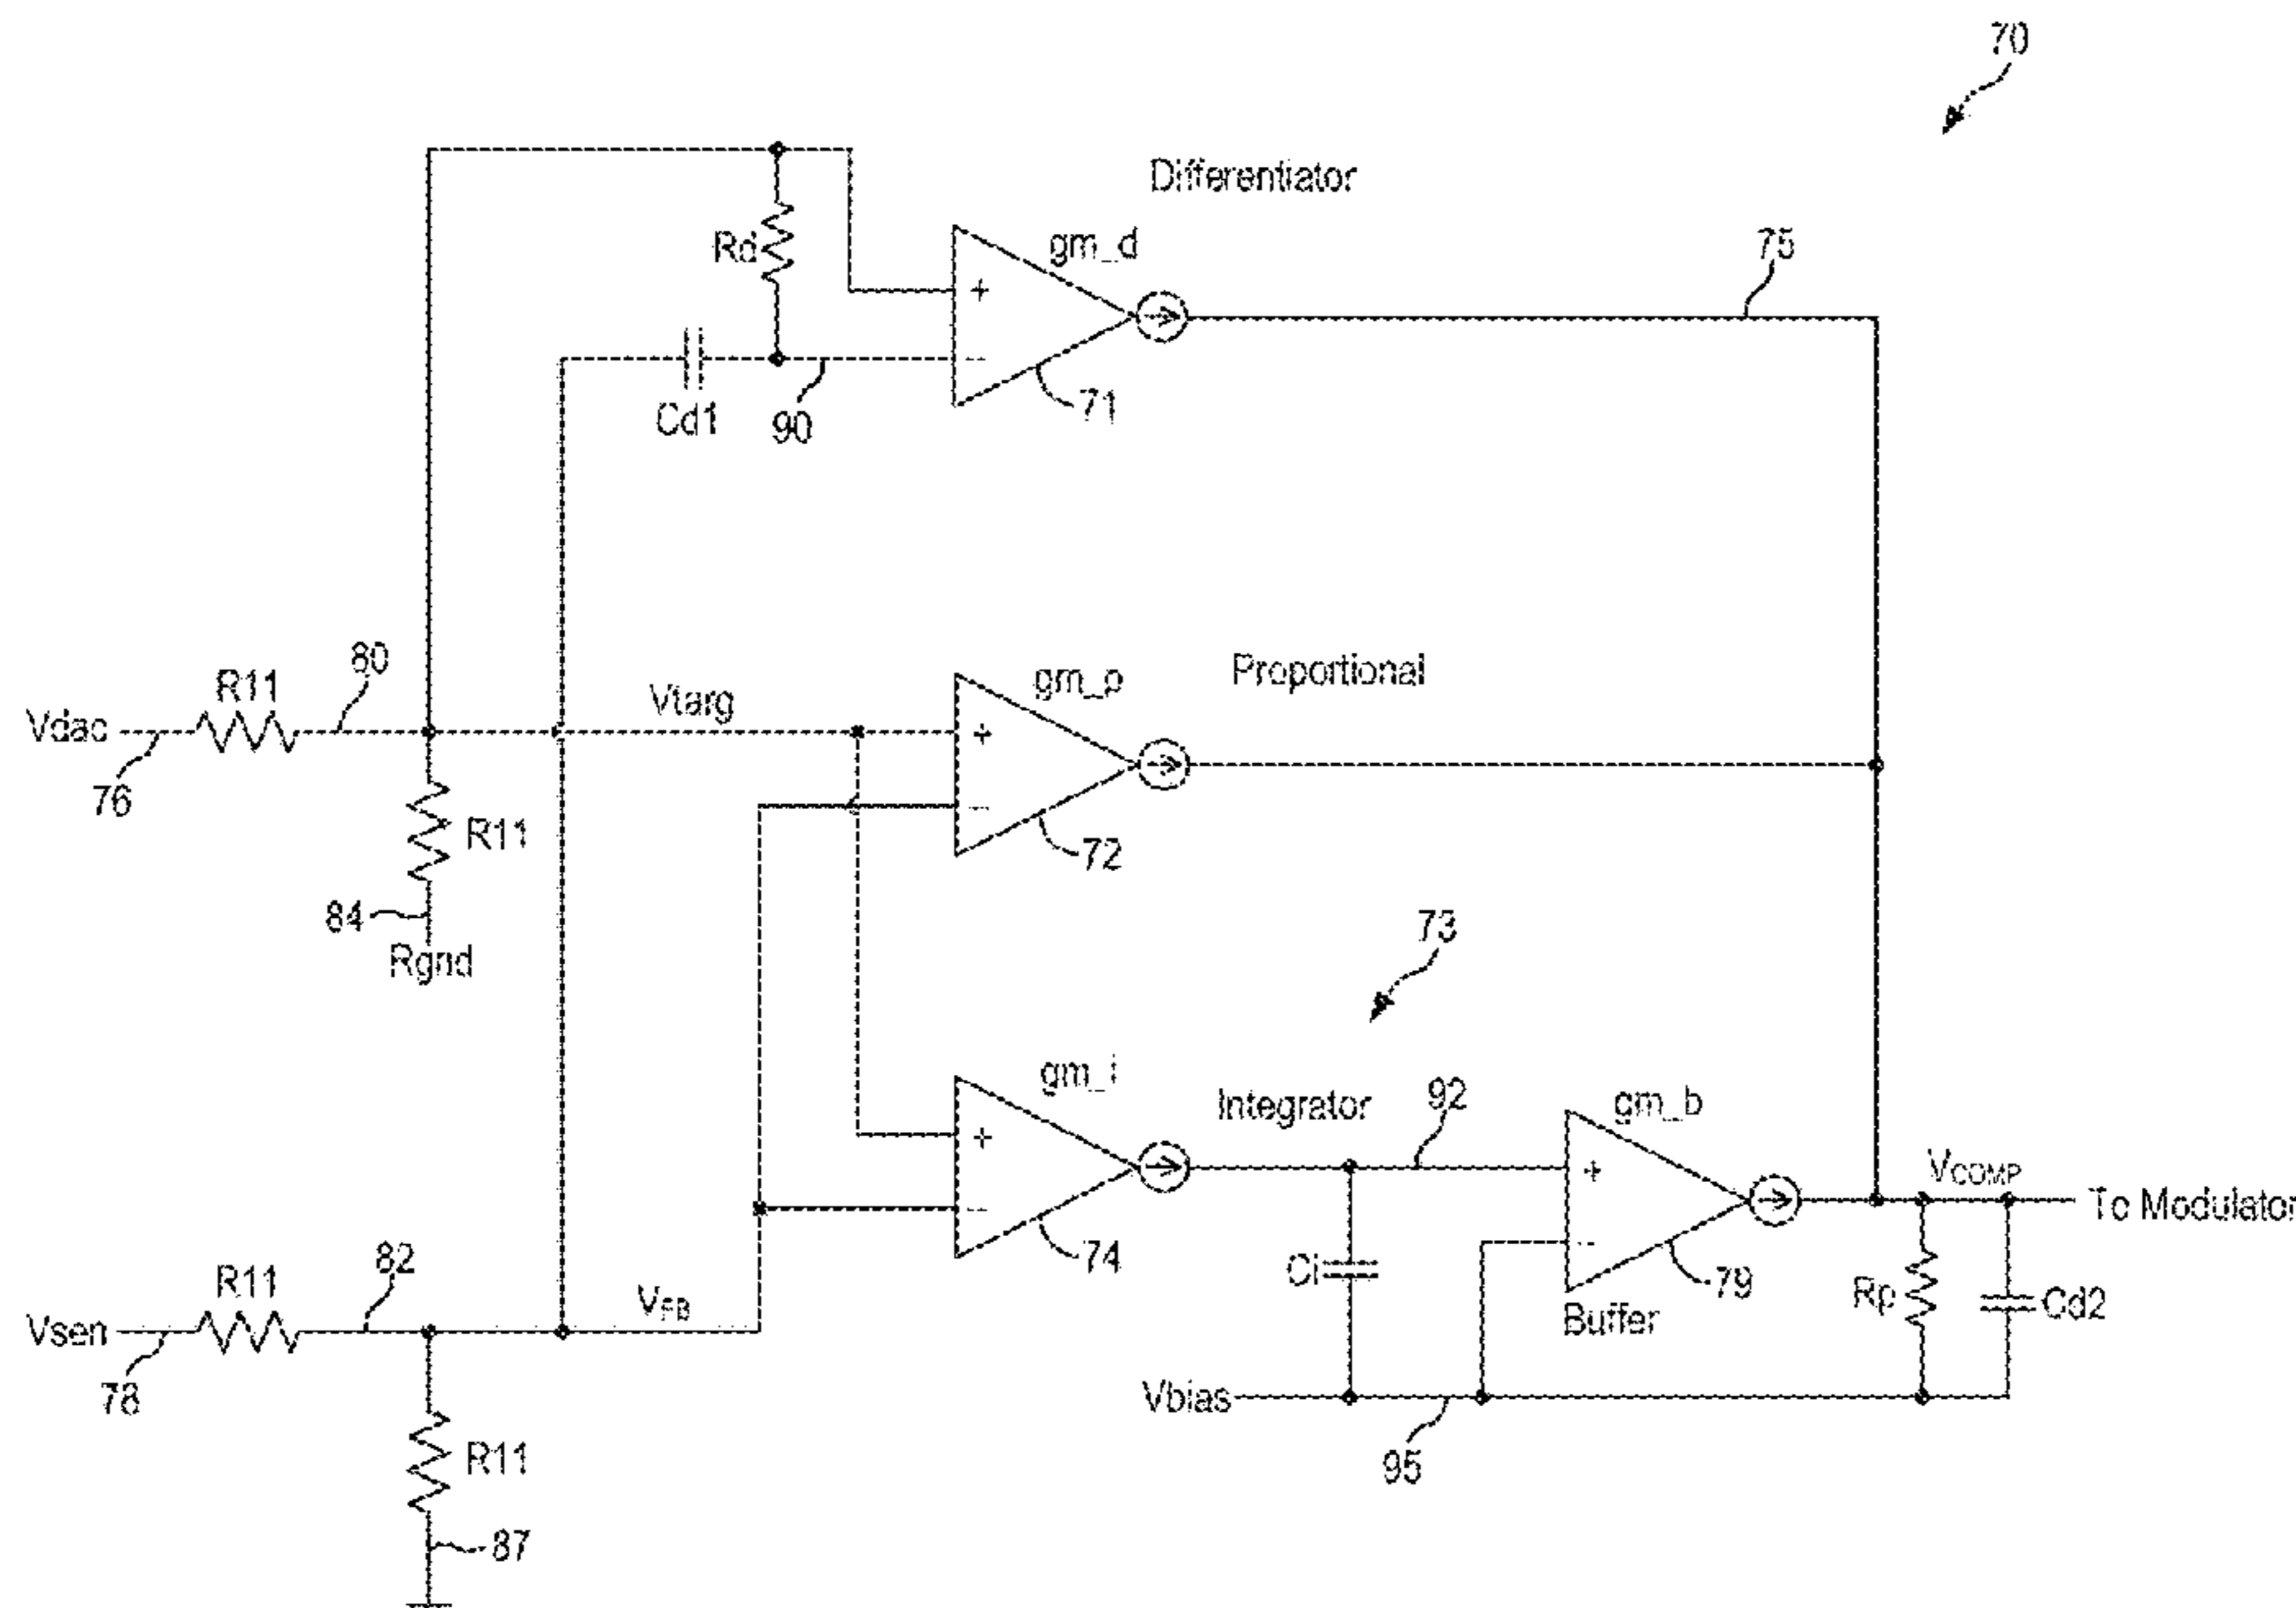 70
Differentiator
gm_d
75
Rd
+
−
Cd1
90
71
Vdac
76
R11
80
Vtarg
gm_p
Proportional
+
−
72
R11
84
Rgnd
73
gm_i
Integrator
92
gm_b
+
−
74
+
−
79
Buffer
VCOMP
To Modulator
Ci
Rp
Cd2
Vsen
78
R11
82
VFB
Vbias
95
R11
87